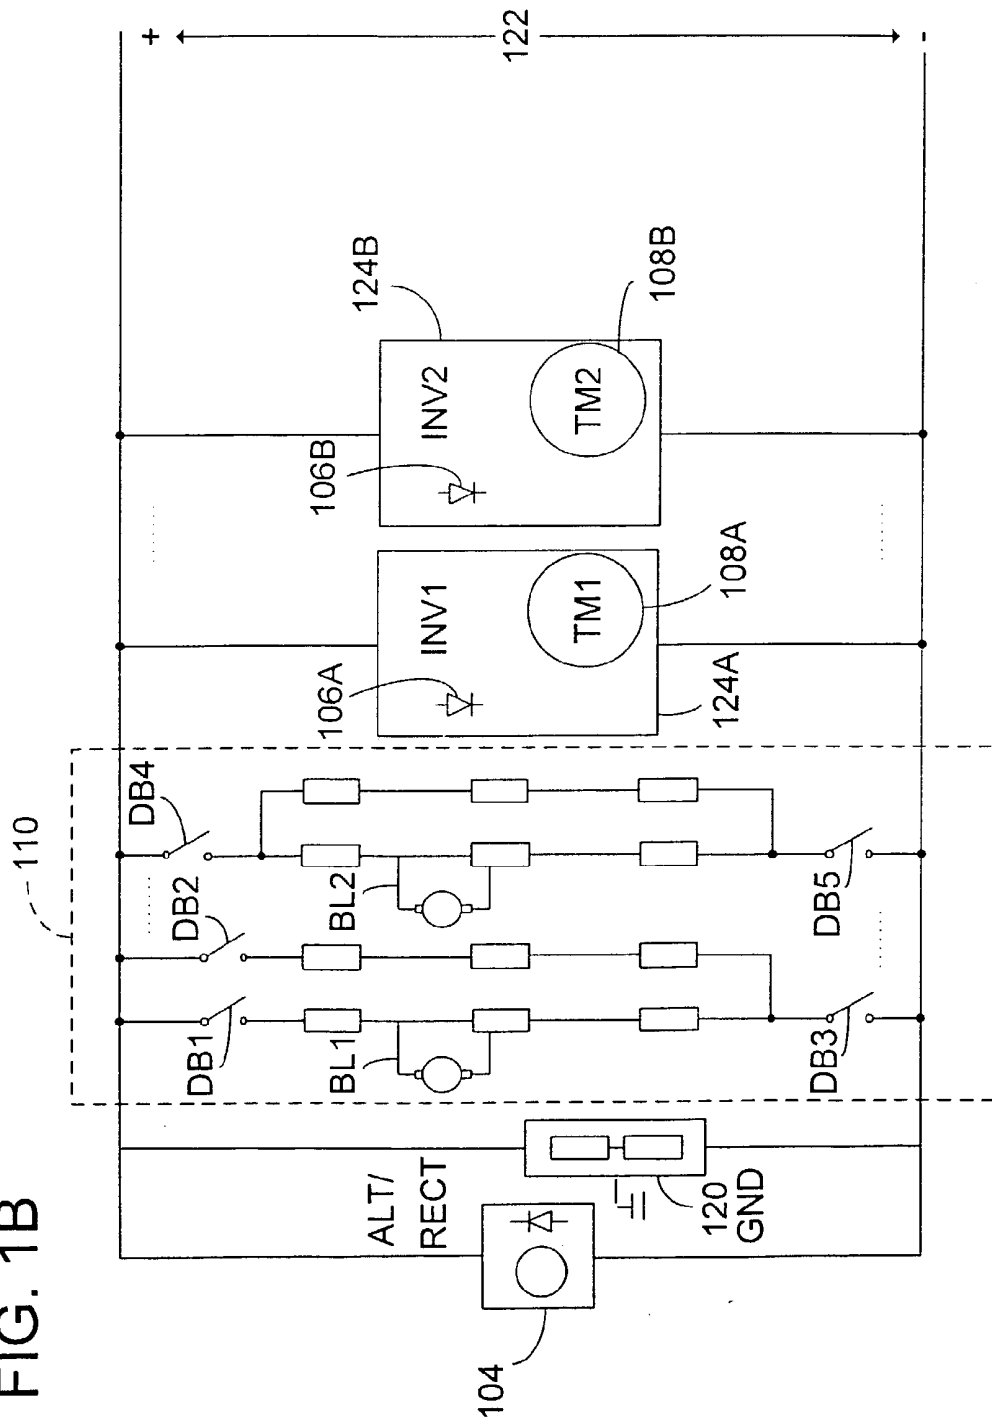 FIG. 1B
110
+
122
-
DB1
DB2
DB4
BL1
BL2
DB3
DB5
ALT/
RECT
104
120
GND
106A
INV1
TM1
108A
124A
106B
INV2
TM2
108B
124B